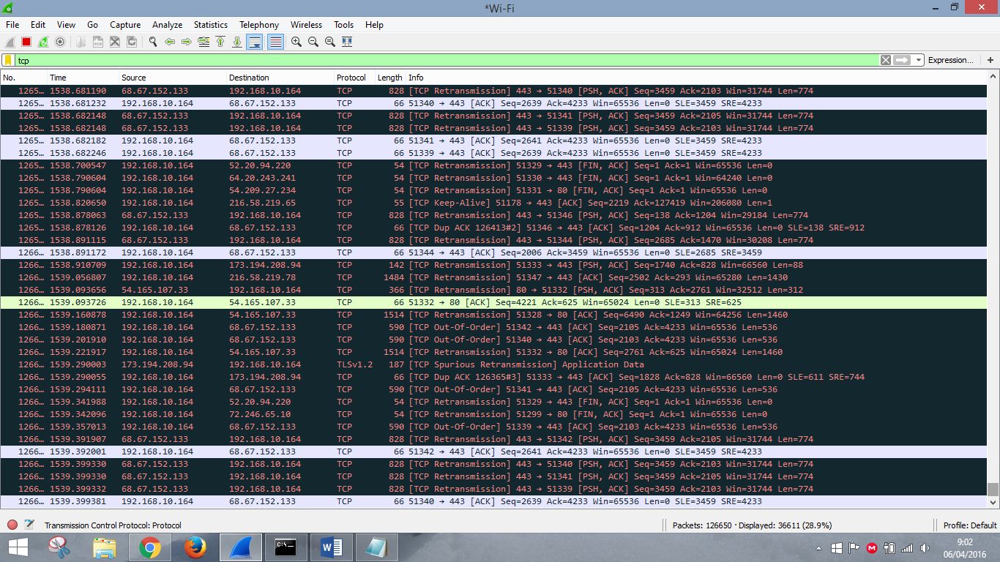 *Wi-Fi
File Edit View Go Capture Analyze Statistics Telephony Wireless Tools Help
tcp Expression... +
No. Time Source Destination Protocol Length Info
1265… 1538.681190 68.67.152.133 192.168.10.164 TCP 828 [TCP Retransmission] 443 → 51340 [PSH, ACK] Seq=3459 Ack=2103 Win=31744 Len=774
1265… 1538.681232 192.168.10.164 68.67.152.133 TCP 66 51340 → 443 [ACK] Seq=2639 Ack=4233 Win=65536 Len=0 SLE=3459 SRE=4233
1265… 1538.682148 68.67.152.133 192.168.10.164 TCP 828 [TCP Retransmission] 443 → 51341 [PSH, ACK] Seq=3459 Ack=2105 Win=31744 Len=774
1265… 1538.682148 68.67.152.133 192.168.10.164 TCP 828 [TCP Retransmission] 443 → 51339 [PSH, ACK] Seq=3459 Ack=2103 Win=31744 Len=774
1265… 1538.682182 192.168.10.164 68.67.152.133 TCP 66 51341 → 443 [ACK] Seq=2641 Ack=4233 Win=65536 Len=0 SLE=3459 SRE=4233
1265… 1538.682246 192.168.10.164 68.67.152.133 TCP 66 51339 → 443 [ACK] Seq=2639 Ack=4233 Win=65536 Len=0 SLE=3459 SRE=4233
1265… 1538.700547 192.168.10.164 52.20.94.220 TCP 54 [TCP Retransmission] 51329 → 443 [FIN, ACK] Seq=1 Ack=1 Win=65536 Len=0
1265… 1538.790604 192.168.10.164 64.20.243.241 TCP 54 [TCP Retransmission] 51330 → 443 [FIN, ACK] Seq=1 Ack=1 Win=64240 Len=0
1265… 1538.790604 192.168.10.164 54.209.27.234 TCP 54 [TCP Retransmission] 51331 → 80 [FIN, ACK] Seq=1 Ack=1 Win=65536 Len=0
1265… 1538.820650 192.168.10.164 216.58.219.65 TCP 55 [TCP Keep-Alive] 51178 → 443 [ACK] Seq=2219 Ack=127419 Win=206080 Len=1
1265… 1538.878063 68.67.152.133 192.168.10.164 TCP 828 [TCP Retransmission] 443 → 51346 [PSH, ACK] Seq=138 Ack=1204 Win=29184 Len=774
1265… 1538.878126 192.168.10.164 68.67.152.133 TCP 66 [TCP Dup ACK 126413#2] 51346 → 443 [ACK] Seq=1204 Ack=912 Win=65536 Len=0 SLE=138 SRE=912
1265… 1538.891115 68.67.152.133 192.168.10.164 TCP 828 [TCP Retransmission] 443 → 51344 [PSH, ACK] Seq=2685 Ack=1470 Win=30208 Len=774
1266… 1538.891172 192.168.10.164 68.67.152.133 TCP 66 51344 → 443 [ACK] Seq=2006 Ack=3459 Win=65536 Len=0 SLE=2685 SRE=3459
1266… 1538.910709 192.168.10.164 173.194.208.94 TCP 142 [TCP Retransmission] 51333 → 443 [PSH, ACK] Seq=1740 Ack=828 Win=66560 Len=88
1266… 1539.056807 192.168.10.164 216.58.219.78 TCP 1484 [TCP Retransmission] 51347 → 443 [ACK] Seq=2502 Ack=293 Win=65280 Len=1430
1266… 1539.093656 54.165.107.33 192.168.10.164 TCP 366 [TCP Retransmission] 80 → 51332 [PSH, ACK] Seq=313 Ack=2761 Win=32512 Len=312
1266… 1539.093726 192.168.10.164 54.165.107.33 TCP 66 51332 → 80 [ACK] Seq=4221 Ack=625 Win=65024 Len=0 SLE=313 SRE=625
1266… 1539.160878 192.168.10.164 54.165.107.33 TCP 1514 [TCP Retransmission] 51328 → 80 [ACK] Seq=6490 Ack=1249 Win=64256 Len=1460
1266… 1539.180871 192.168.10.164 68.67.152.133 TCP 590 [TCP Out-Of-Order] 51342 → 443 [ACK] Seq=2105 Ack=4233 Win=65536 Len=536
1266… 1539.201910 192.168.10.164 68.67.152.133 TCP 590 [TCP Out-Of-Order] 51340 → 443 [ACK] Seq=2103 Ack=4233 Win=65536 Len=536
1266… 1539.221917 192.168.10.164 54.165.107.33 TCP 1514 [TCP Retransmission] 51332 → 80 [ACK] Seq=2761 Ack=625 Win=65024 Len=1460
1266… 1539.290003 173.194.208.94 192.168.10.164 TLSv1.2 187 [TCP Spurious Retransmission] Application Data
1266… 1539.290055 192.168.10.164 173.194.208.94 TCP 66 [TCP Dup ACK 126365#3] 51333 → 443 [ACK] Seq=1828 Ack=828 Win=66560 Len=0 SLE=611 SRE=744
1266… 1539.294111 192.168.10.164 68.67.152.133 TCP 590 [TCP Out-Of-Order] 51341 → 443 [ACK] Seq=2105 Ack=4233 Win=65536 Len=536
1266… 1539.341988 192.168.10.164 52.20.94.220 TCP 54 [TCP Retransmission] 51329 → 443 [FIN, ACK] Seq=1 Ack=1 Win=65536 Len=0
1266… 1539.342096 192.168.10.164 72.246.65.10 TCP 54 [TCP Retransmission] 51299 → 80 [FIN, ACK] Seq=1 Ack=1 Win=65536 Len=0
1266… 1539.357013 192.168.10.164 68.67.152.133 TCP 590 [TCP Out-Of-Order] 51339 → 443 [ACK] Seq=2103 Ack=4233 Win=65536 Len=536
1266… 1539.391907 68.67.152.133 192.168.10.164 TCP 828 [TCP Retransmission] 443 → 51342 [PSH, ACK] Seq=3459 Ack=2105 Win=31744 Len=774
1266… 1539.392001 192.168.10.164 68.67.152.133 TCP 66 51342 → 443 [ACK] Seq=2641 Ack=4233 Win=65536 Len=0 SLE=3459 SRE=4233
1266… 1539.399330 68.67.152.133 192.168.10.164 TCP 828 [TCP Retransmission] 443 → 51340 [PSH, ACK] Seq=3459 Ack=2103 Win=31744 Len=774
1266… 1539.399330 68.67.152.133 192.168.10.164 TCP 828 [TCP Retransmission] 443 → 51341 [PSH, ACK] Seq=3459 Ack=2105 Win=31744 Len=774
1266… 1539.399332 68.67.152.133 192.168.10.164 TCP 828 [TCP Retransmission] 443 → 51339 [PSH, ACK] Seq=3459 Ack=2103 Win=31744 Len=774
1266… 1539.399381 192.168.10.164 68.67.152.133 TCP 66 51340 → 443 [ACK] Seq=2639 Ack=4233 Win=65536 Len=0 SLE=3459 SRE=4233
Transmission Control Protocol: Protocol Packets: 126650 · Displayed: 36611 (28.9%) Profile: Default
9:02
06/04/2016